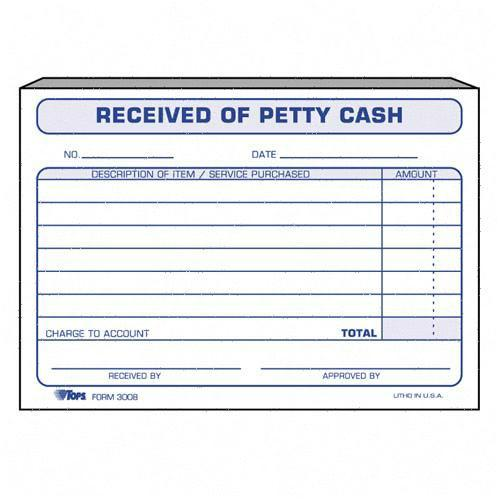 RECEIVED OF PETTY CASH
NO. DATE
DESCRIPTION OF ITEM / SERVICE PURCHASED AMOUNT
CHARGE TO ACCOUNT TOTAL
RECEIVED BY APPROVED BY
TOPS FORM 3008 LITHO IN U.S.A.